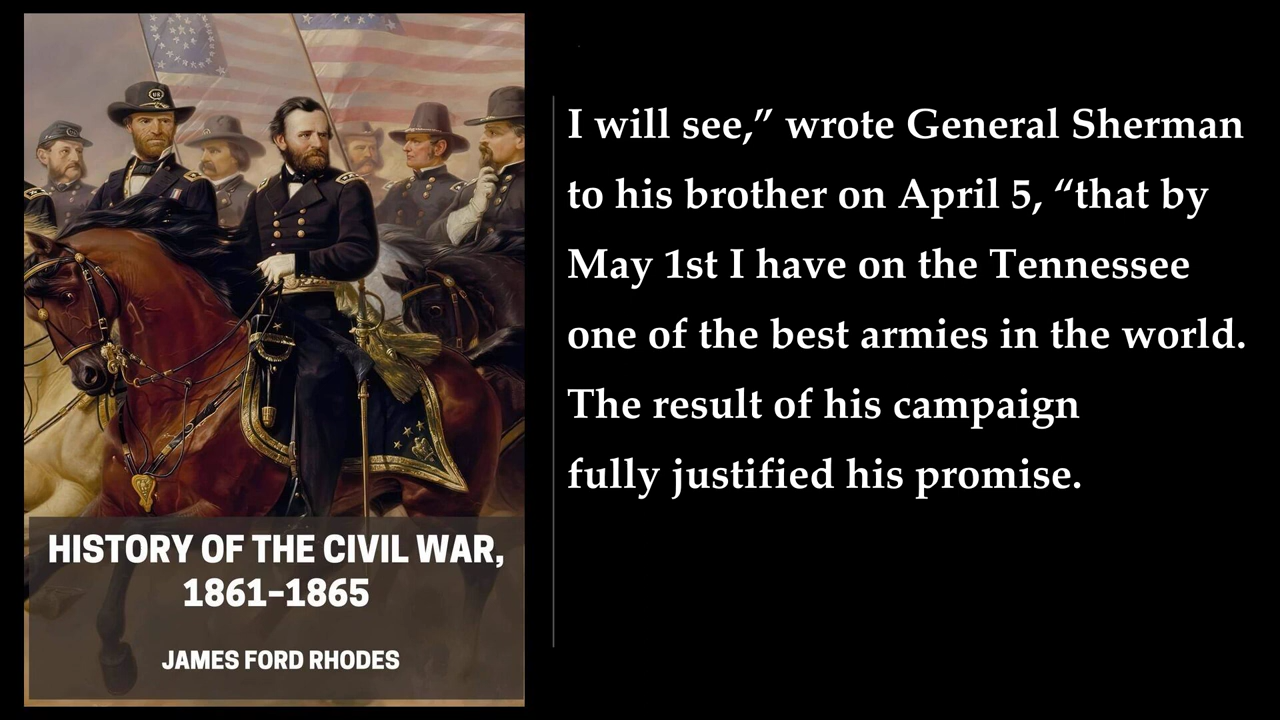 HISTORY OF THE CIVIL WAR,
1861–1865
JAMES FORD RHODES
I will see,” wrote General Sherman
to his brother on April 5, “that by
May 1st I have on the Tennessee
one of the best armies in the world.
The result of his campaign
fully justified his promise.